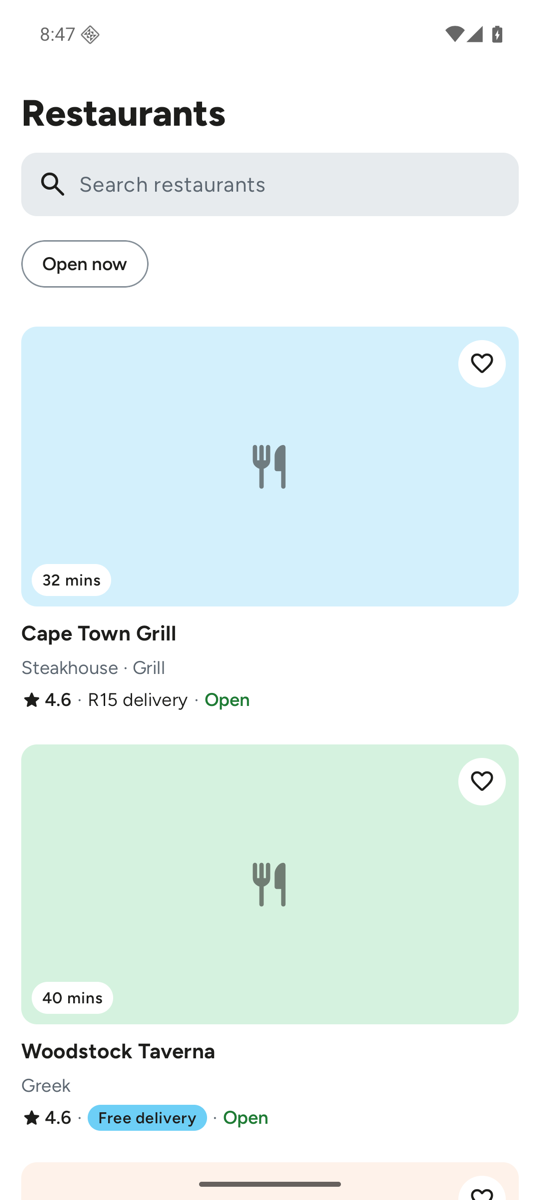 8:47
Restaurants
Search restaurants
Open now
32 mins
Cape Town Grill
Steakhouse · Grill
4.6 · R15 delivery · Open
40 mins
Woodstock Taverna
Greek
4.6 · Free delivery · Open